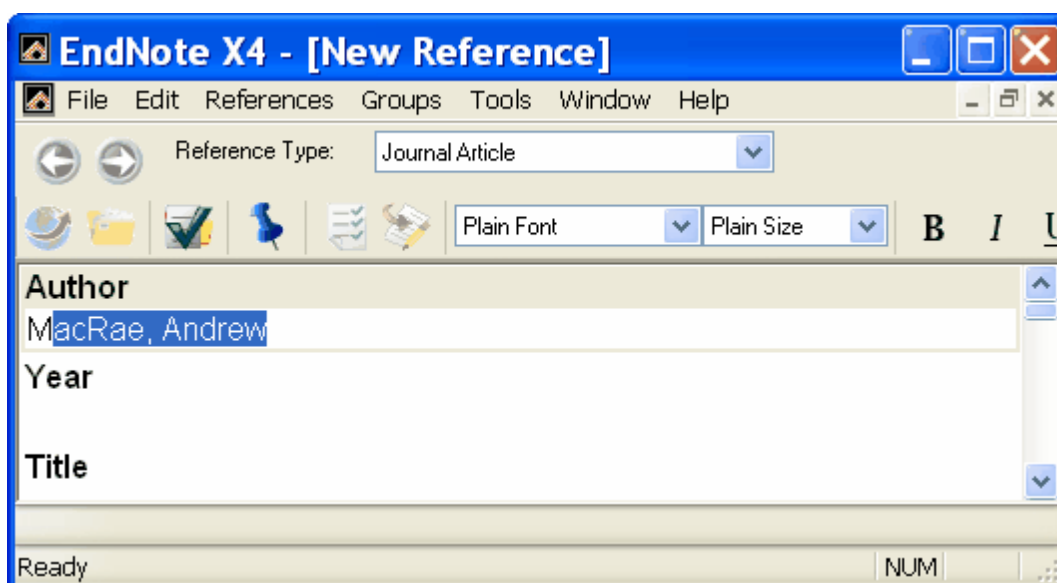 EndNote X4 - [New Reference]
File Edit References Groups Tools Window Help
Reference Type: Journal Article
Plain Font Plain Size B I U
Author
MacRae, Andrew
Year
Title
Ready NUM